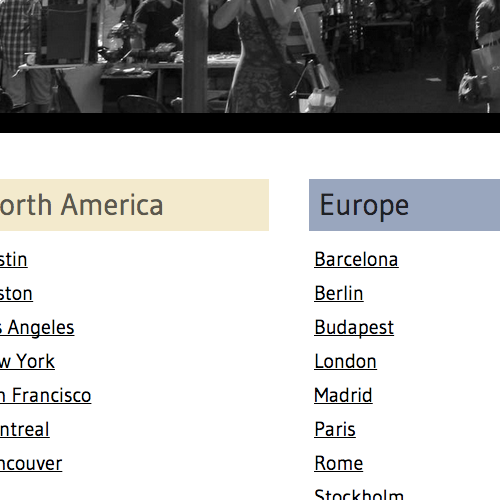 orth America
stin
ston
s Angeles
w York
n Francisco
ntreal
ncouver
Europe
Barcelona
Berlin
Budapest
London
Madrid
Paris
Rome
Stockholm